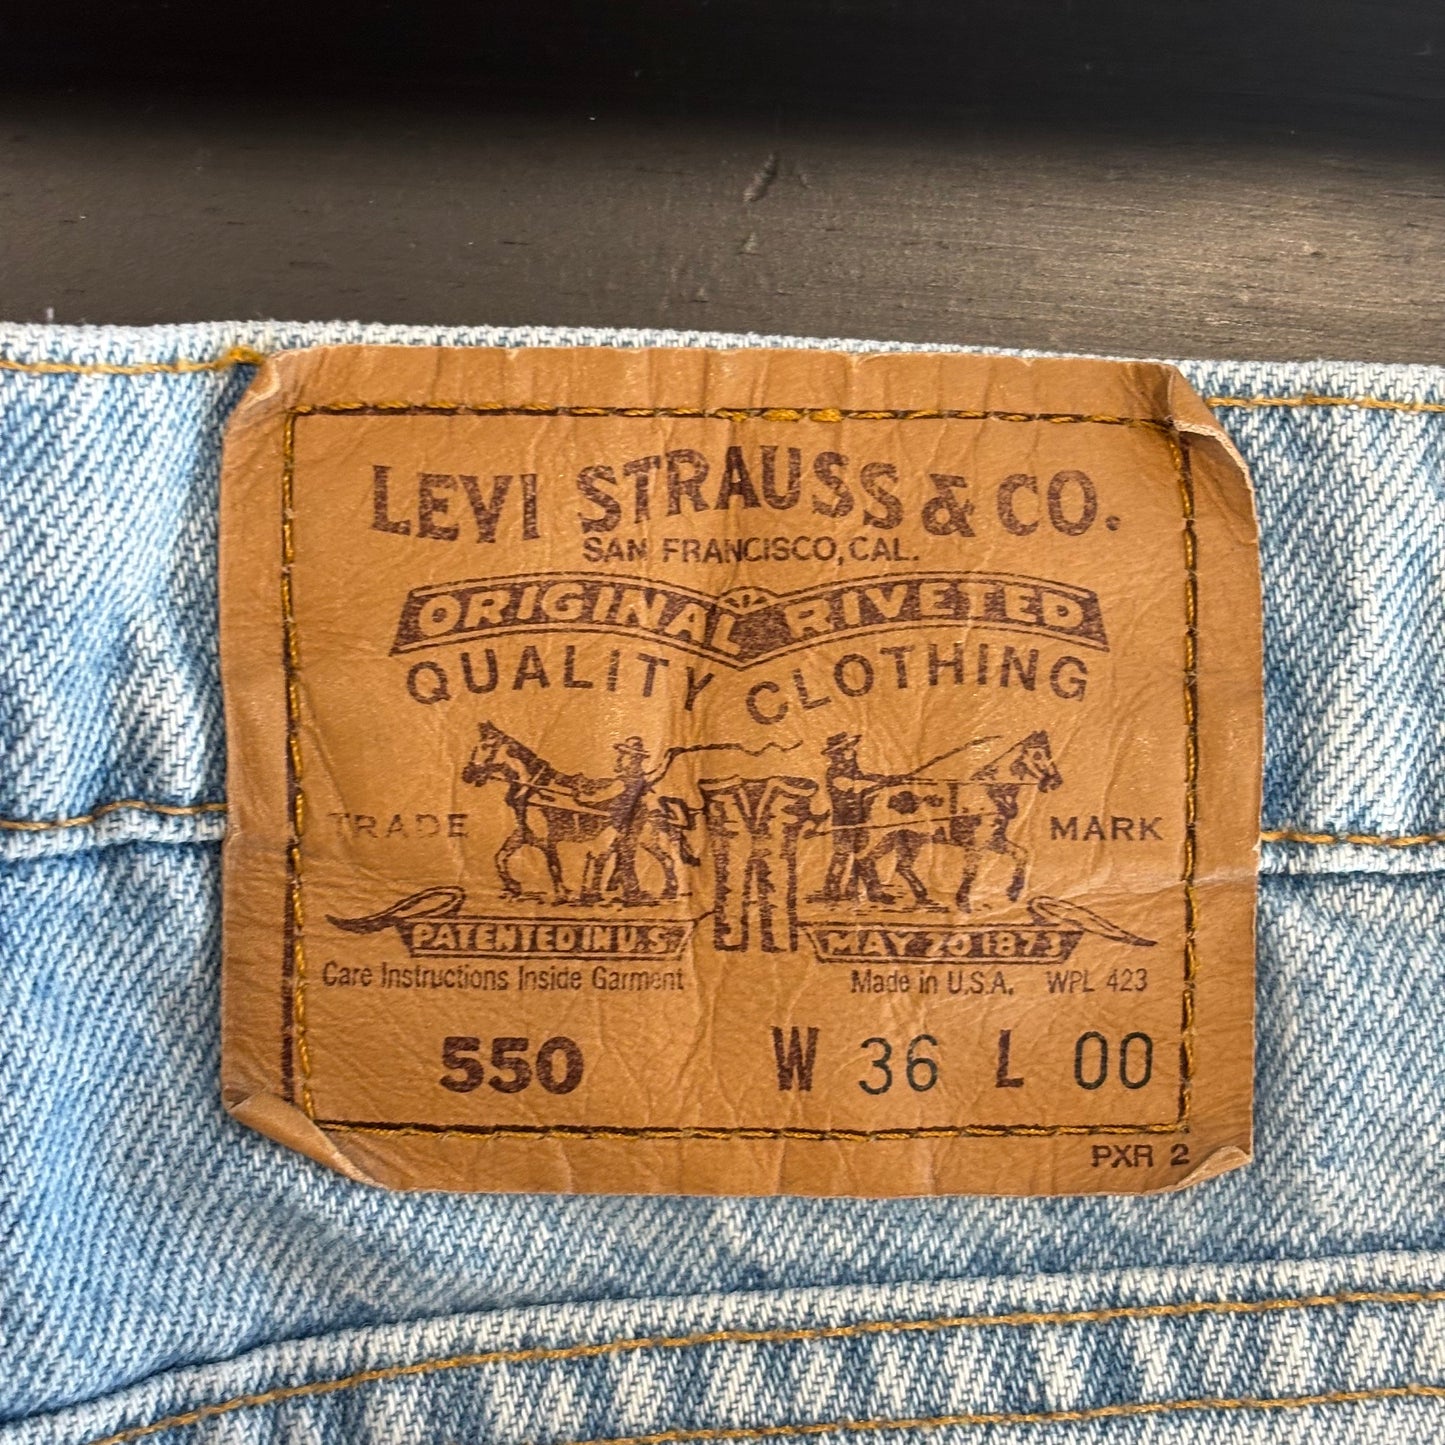 LEVI STRAUSS & CO.
SAN FRANCISCO, CAL.
ORIGINAL RIVETED
QUALITY CLOTHING
TRADE MARK
PATENTED IN U.S. MAY 20 1873
Care Instructions Inside Garment Made in U.S.A. WPL 423
550 W 36 L 00
PXR 2